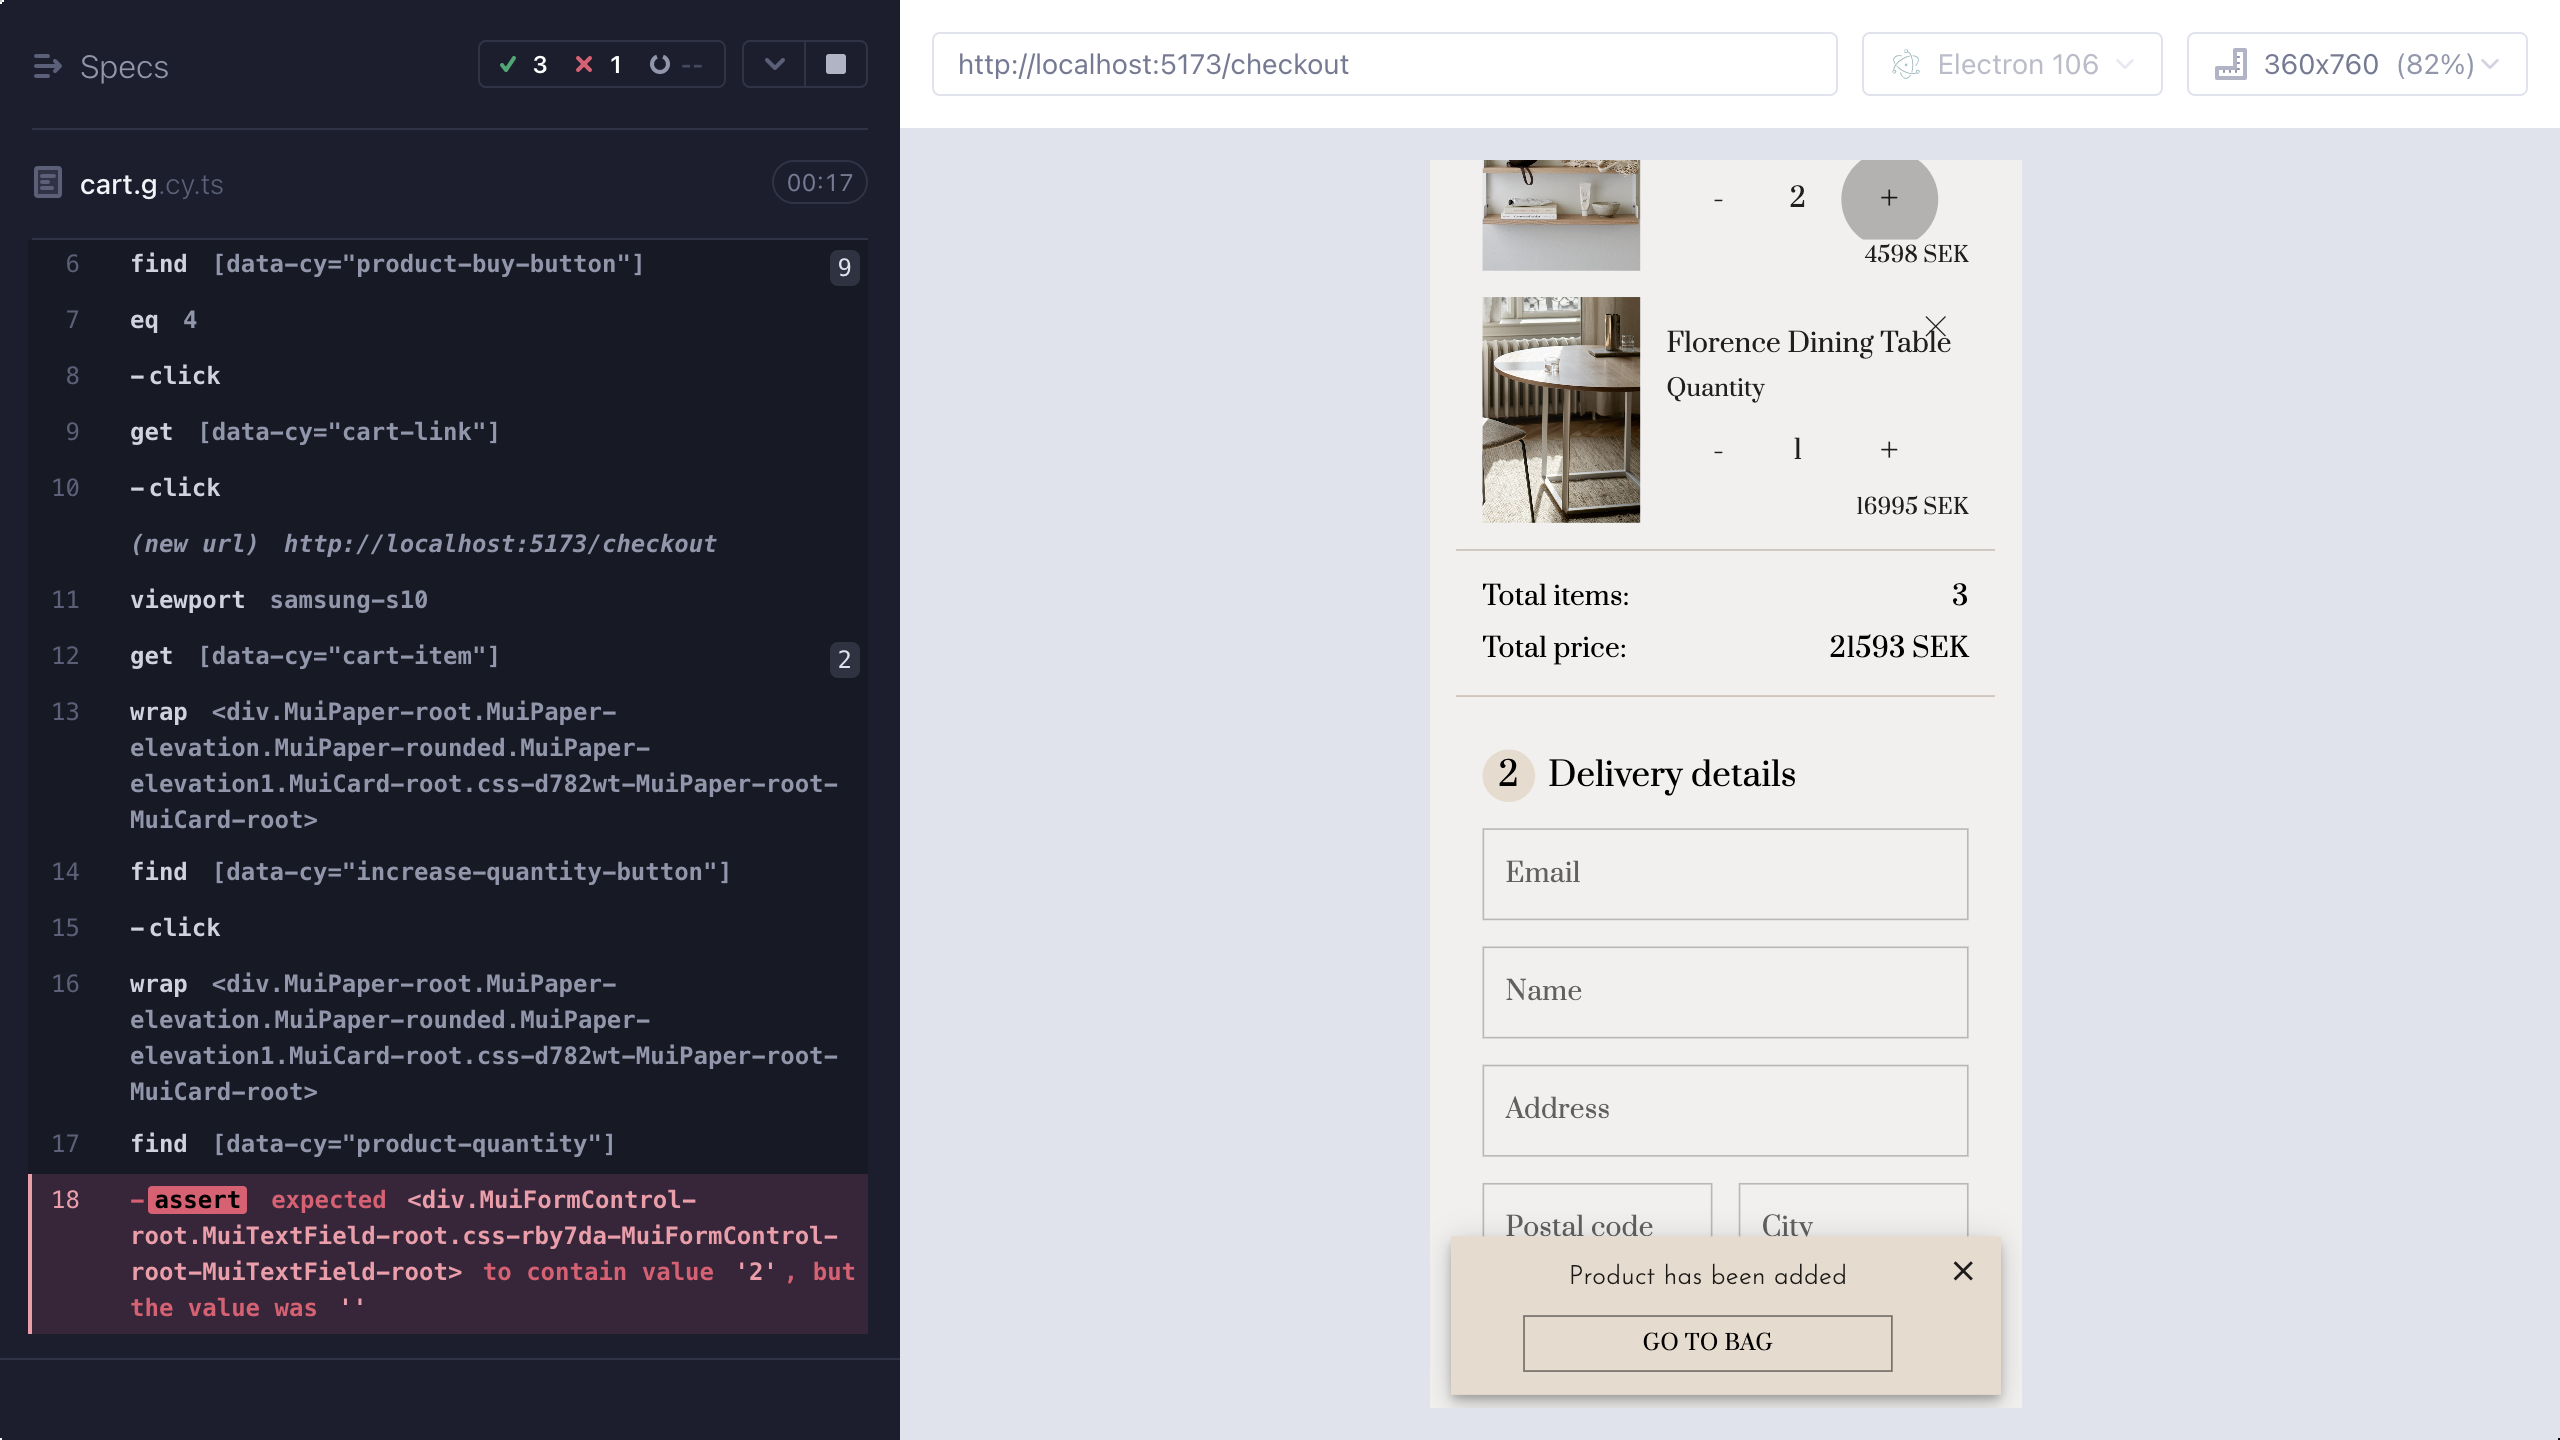 Specs
3 1 --
cart.g.cy.ts 00:17
6 find [data-cy="product-buy-button"] 9
7 eq 4
8 -click
9 get [data-cy="cart-link"]
10 -click
(new url) http://localhost:5173/checkout
11 viewport samsung-s10
12 get [data-cy="cart-item"] 2
13 wrap <div.MuiPaper-root.MuiPaper-
elevation.MuiPaper-rounded.MuiPaper-
elevation1.MuiCard-root.css-d782wt-MuiPaper-root-
MuiCard-root>
14 find [data-cy="increase-quantity-button"]
15 -click
16 wrap <div.MuiPaper-root.MuiPaper-
elevation.MuiPaper-rounded.MuiPaper-
elevation1.MuiCard-root.css-d782wt-MuiPaper-root-
MuiCard-root>
17 find [data-cy="product-quantity"]
18 -assert expected <div.MuiFormControl-
root.MuiTextField-root.css-rby7da-MuiFormControl-
root-MuiTextField-root> to contain value '2', but
the value was ''
http://localhost:5173/checkout
Electron 106
360x760 (82%)
- 2 +
4598 SEK
Florence Dining Table
Quantity
- 1 +
16995 SEK
Total items: 3
Total price: 21593 SEK
2 Delivery details
Email
Name
Address
Postal code City
Product has been added
GO TO BAG